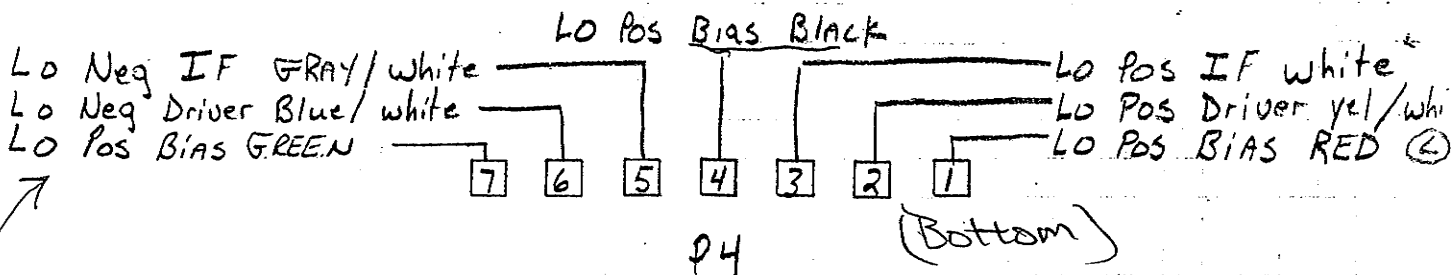 LO Pos Bias Black
Lo Neg IF GRAY/white
Lo Pos IF white
Lo Neg Driver Blue/white
Lo Pos Driver yel/whi
LO Pos BiAS GREEN
LO POS BiAS RED
7 6 5 4 3 2 1
(Bottom)
P4